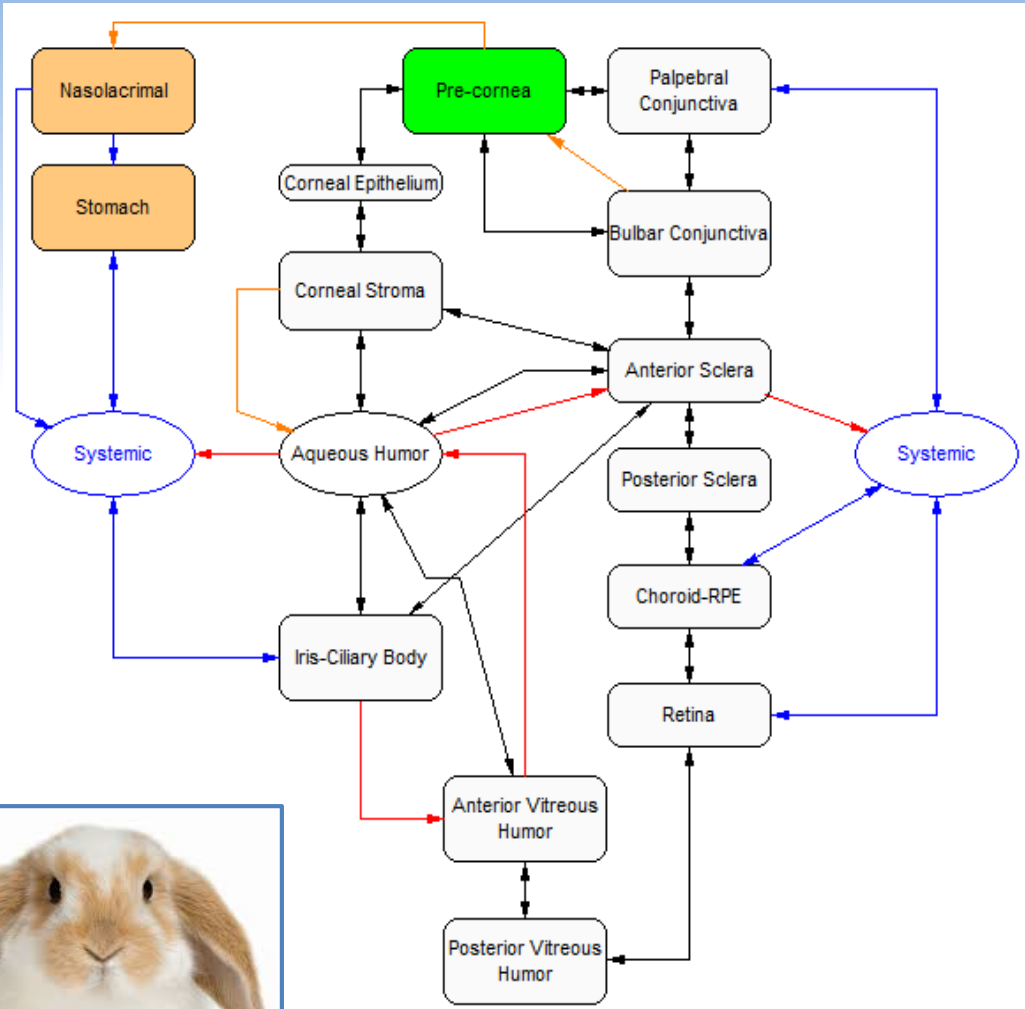 Nasolacrimal
Pre-cornea
Palpebral
Conjunctiva
Corneal Epithelium
Stomach
Bulbar Conjunctiva
Corneal Stroma
Anterior Sclera
Systemic
Aqueous Humor
Systemic
Posterior Sclera
Choroid-RPE
Iris-Ciliary Body
Retina
Anterior Vitreous
Humor
Posterior Vitreous
Humor